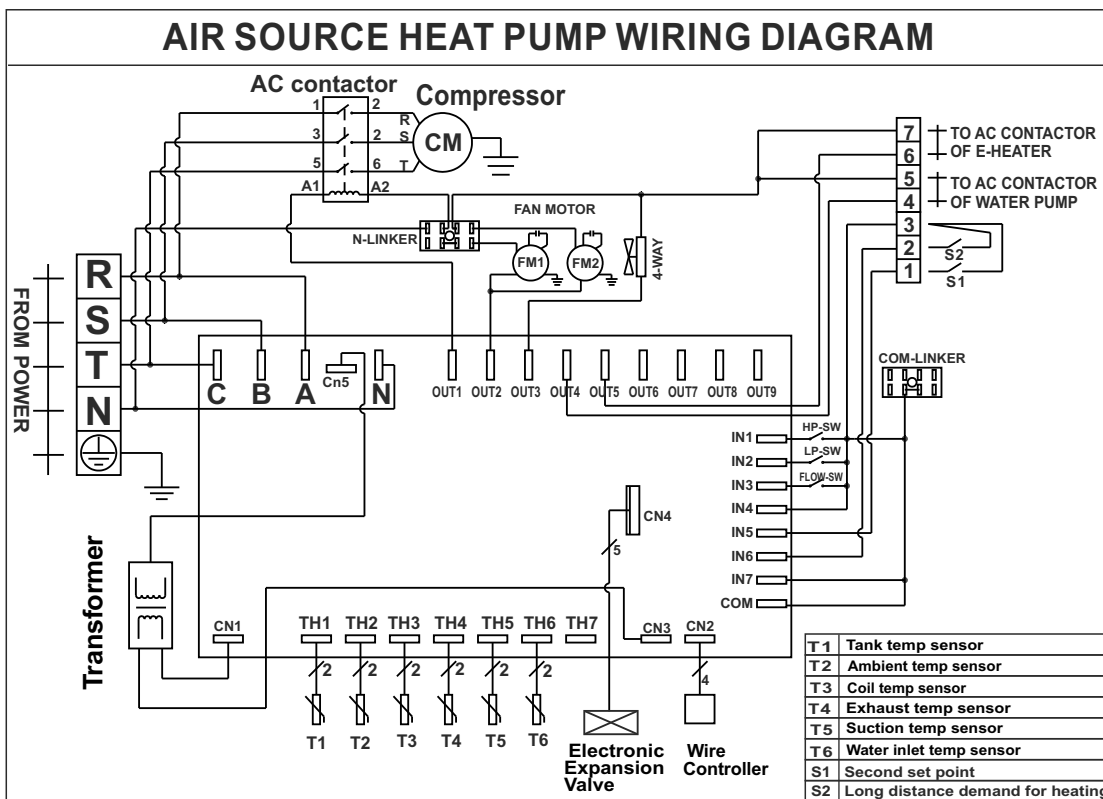 AIR SOURCE HEAT PUMP WIRING DIAGRAM
AC contactor
Compressor
1
2
R
3
2
S
CM
5
6
T
A1
A2
FAN MOTOR
N-LINKER
FM1
FM2
4-WAY
7
TO AC CONTACTOR
6
OF E-HEATER
5
TO AC CONTACTOR
4
OF WATER PUMP
3
2
S2
1
S1
FROM POWER
R
S
T
N
C
B
A
Cn5
N
OUT1
OUT2
OUT3
OUT4
OUT5
OUT6
OUT7
OUT8
OUT9
COM-LINKER
IN1
HP-SW
IN2
LP-SW
IN3
FLOW-SW
IN4
IN5
IN6
IN7
COM
CN4
5
Transformer
CN1
TH1
TH2
TH3
TH4
TH5
TH6
TH7
CN3
CN2
2
2
2
2
2
2
4
T1
T2
T3
T4
T5
T6
Electronic
Expansion
Valve
Wire
Controller
T1 Tank temp sensor
T2 Ambient temp sensor
T3 Coil temp sensor
T4 Exhaust temp sensor
T5 Suction temp sensor
T6 Water inlet temp sensor
S1 Second set point
S2 Long distance demand for heating